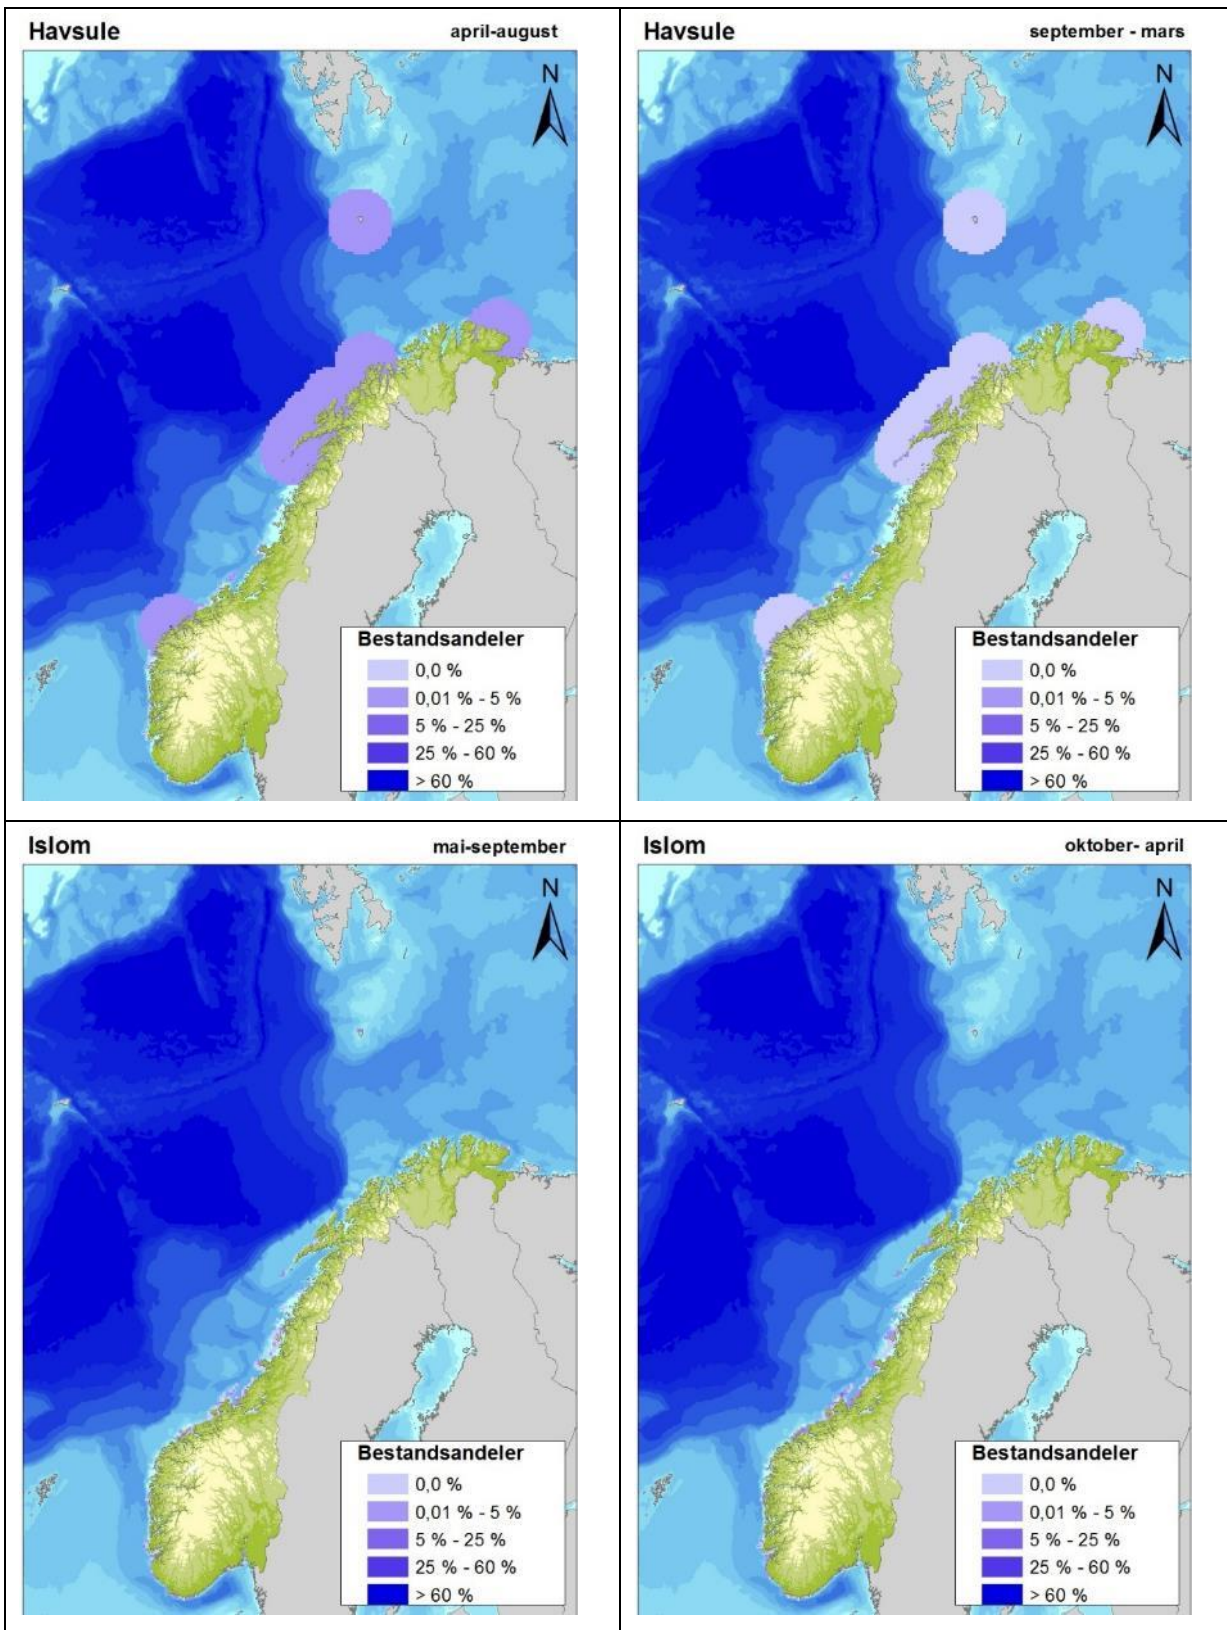 Havsule april-august
N
Bestandsandeler
0,0 %
0,01 % - 5 %
5 % - 25 %
25 % - 60 %
> 60 %
Havsule september - mars
N
Bestandsandeler
0,0 %
0,01 % - 5 %
5 % - 25 %
25 % - 60 %
> 60 %
Islom mai-september
N
Bestandsandeler
0,0 %
0,01 % - 5 %
5 % - 25 %
25 % - 60 %
> 60 %
Islom oktober- april
N
Bestandsandeler
0,0 %
0,01 % - 5 %
5 % - 25 %
25 % - 60 %
> 60 %